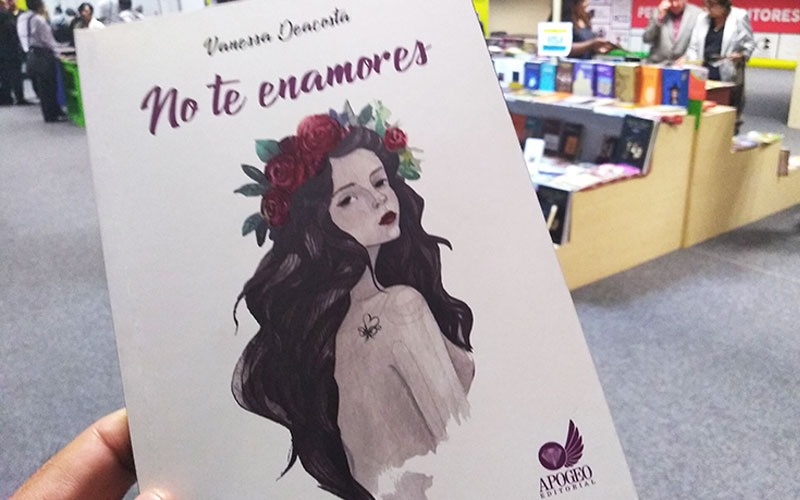 Vanessa Deacosta
No te enamores
APOGEO
EDITORIAL